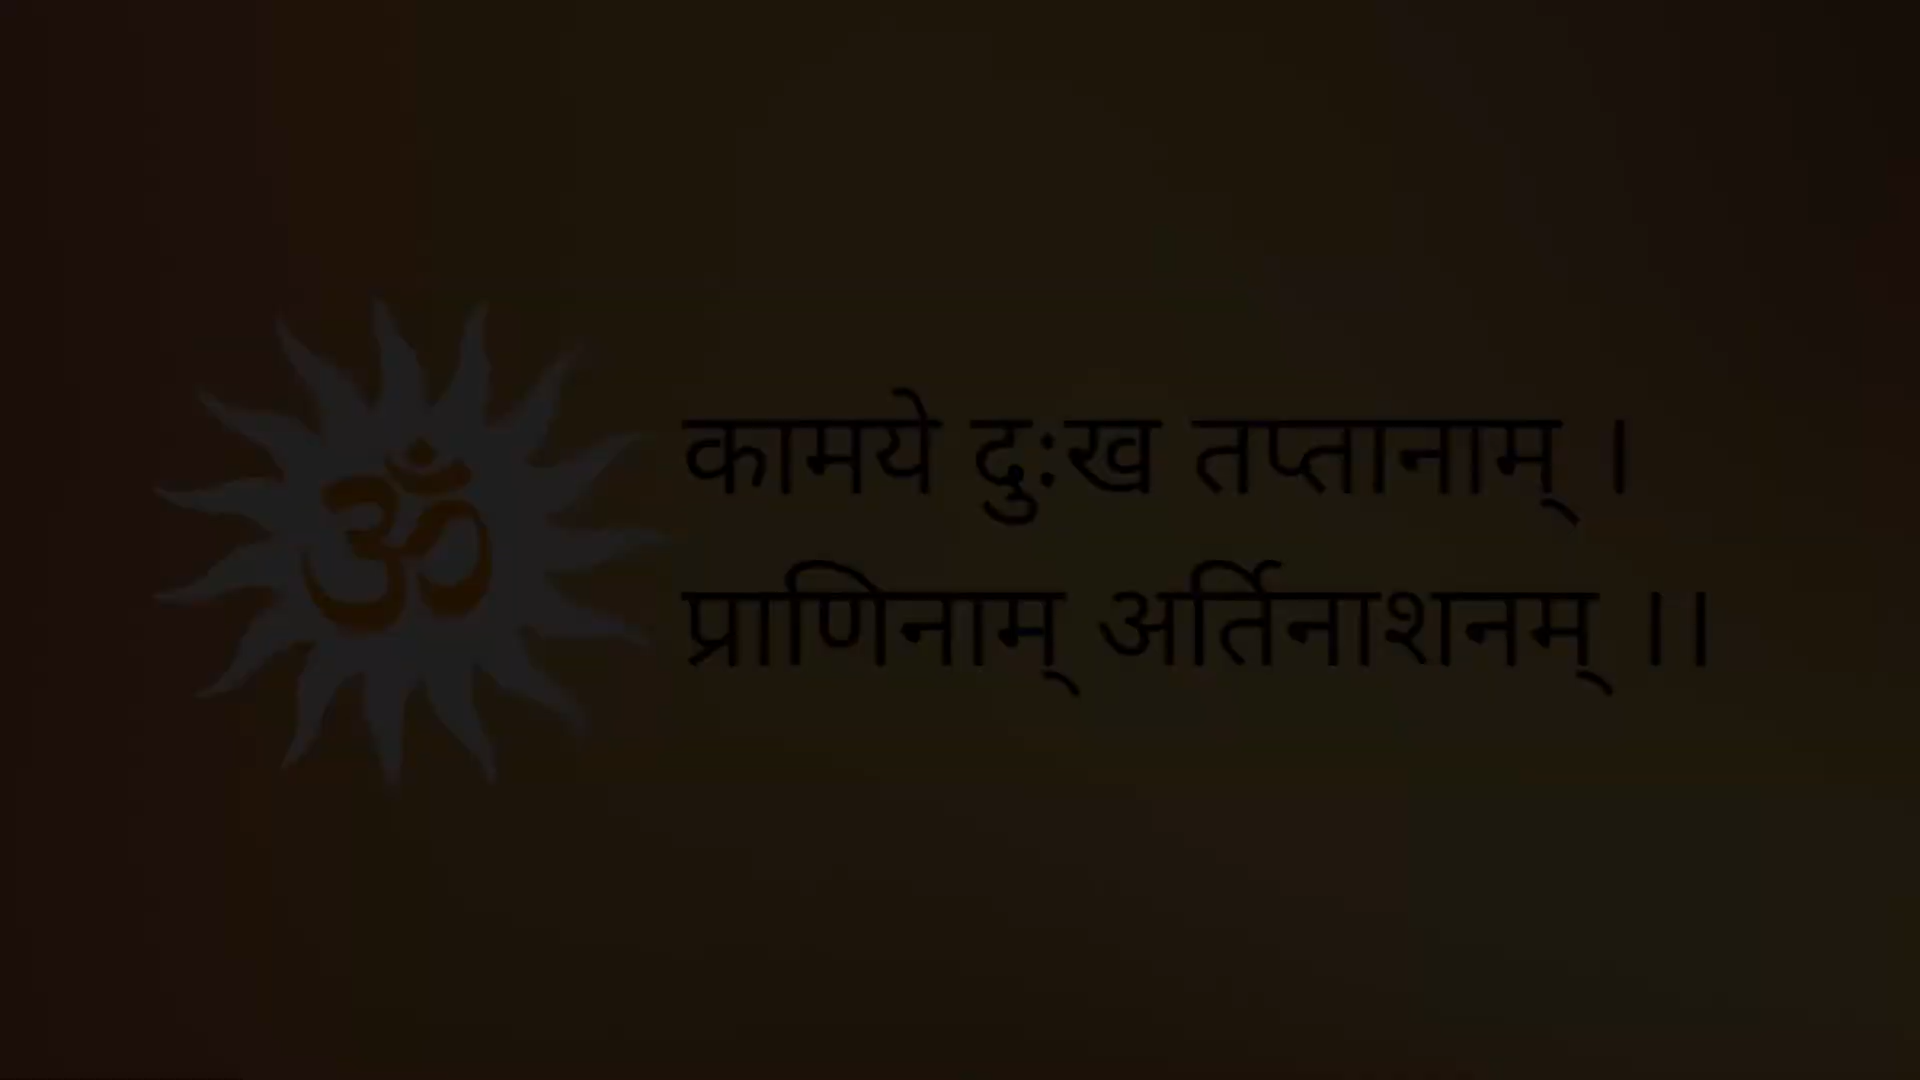 ॐ
कामये दुःख तप्तानाम् ।
प्राणिनाम् अर्तिनाशनम् ।।